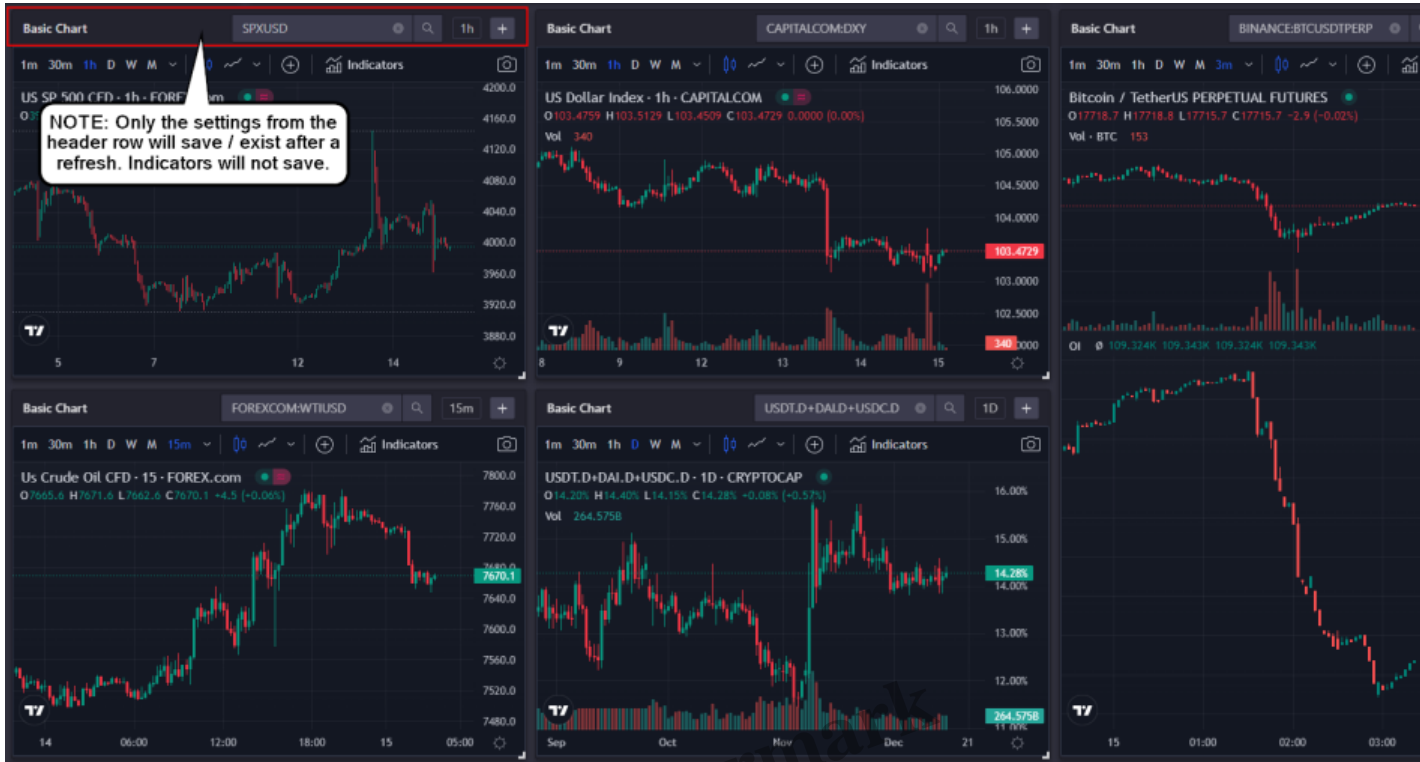 Basic Chart SPXUSD 1h +
1m 30m 1h D W M Indicators
US SP 500 CFD · 1h · FOREX.com
NOTE: Only the settings from the
header row will save / exist after a
refresh. Indicators will not save.
4200.0
4160.0
4120.0
4080.0
4040.0
4000.0
3960.0
3920.0
3880.0
5 7 12 14
Basic Chart CAPITALCOM:DXY 1h +
1m 30m 1h D W M Indicators
US Dollar Index · 1h · CAPITALCOM
O103.4759 H103.5129 L103.4509 C103.4729 0.0000 (0.00%)
Vol 340
106.0000
105.5000
105.0000
104.5000
104.0000
103.4729
103.0000
102.5000
340
8 9 12 13 14 15
Basic Chart BINANCE:BTCUSDTPERP
1m 30m 1h D W M 3m
Bitcoin / TetherUS PERPETUAL FUTURES
O17718.7 H17718.8 L17715.7 C17715.7 -2.9 (-0.02%)
Vol · BTC 153
OI Ø 109.324K 109.343K 109.324K 109.343K
15 01:00 02:00 03:00
Basic Chart FOREXCOM:WTIUSD 15m +
1m 30m 1h D W M 15m Indicators
Us Crude Oil CFD · 15 · FOREX.com
O7665.6 H7671.6 L7662.6 C7670.1 +4.5 (+0.06%)
7800.0
7760.0
7720.0
7670.1
7640.0
7600.0
7560.0
7520.0
7480.0
14 06:00 12:00 18:00 15 05:00
Basic Chart USDT.D+DAI.D+USDC.D 1D +
1m 30m 1h D W M Indicators
USDT.D+DAI.D+USDC.D · 1D · CRYPTOCAP
O14.20% H14.40% L14.15% C14.28% +0.08% (+0.57%)
Vol 264.575B
16.00%
15.00%
14.28%
14.00%
13.00%
12.00%
264.575B
11.00%
Sep Oct Nov Dec 21